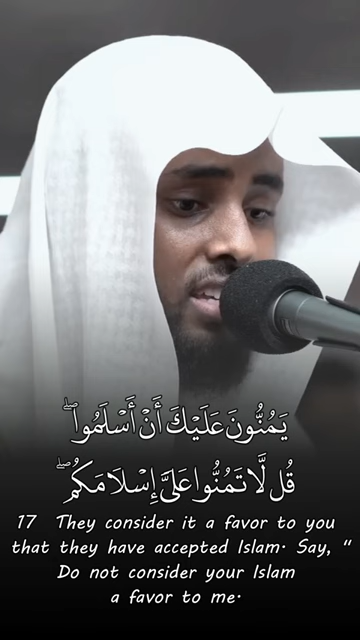 يَمُنُّونَ عَلَيْكَ أَنْ أَسْلَمُوا۟ ۖ
قُل لَّا تَمُنُّوا۟ عَلَىَّ إِسْلَـٰمَكُم ۖ
17 They consider it a favor to you
that they have accepted Islam. Say, “
Do not consider your Islam
a favor to me.